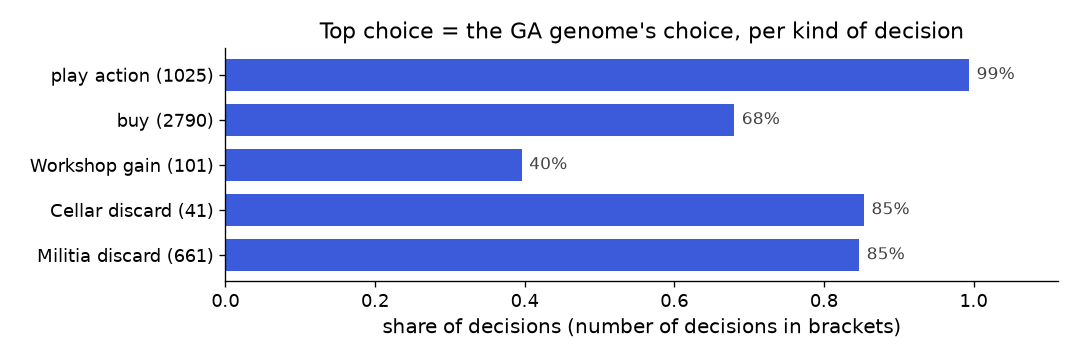 Top choice = the GA genome's choice, per kind of decision
play action (1025)
99%
buy (2790)
68%
Workshop gain (101)
40%
Cellar discard (41)
85%
Militia discard (661)
85%
0.0 0.2 0.4 0.6 0.8 1.0
share of decisions (number of decisions in brackets)